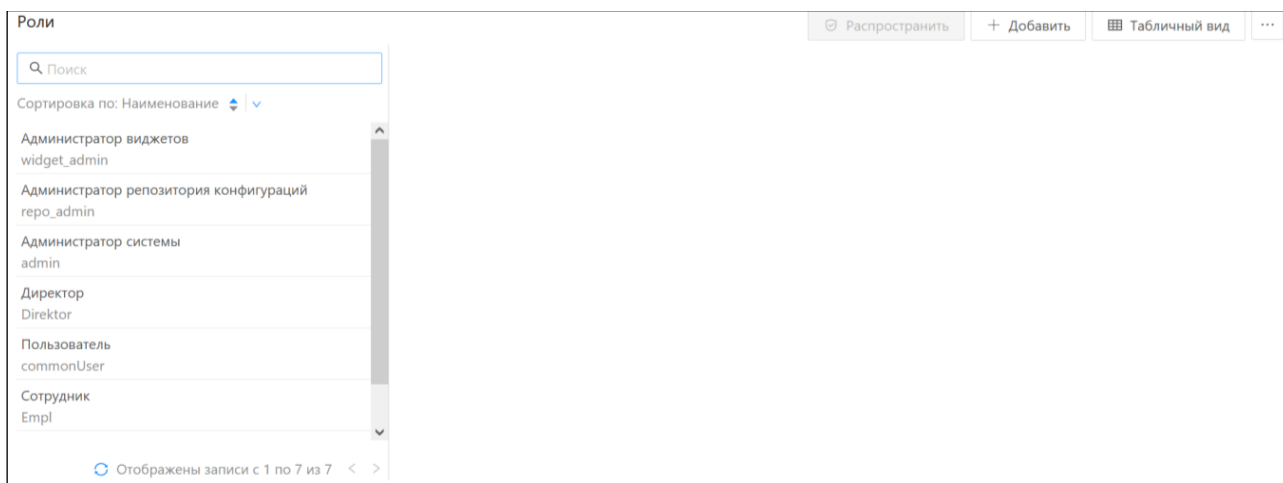 Роли
Распространить
Добавить
Табличный вид
...
Поиск
Сортировка по: Наименование
Администратор виджетов
widget_admin
Администратор репозитория конфигураций
repo_admin
Администратор системы
admin
Директор
Direktor
Пользователь
commonUser
Сотрудник
Empl
Отображены записи с 1 по 7 из 7 < >